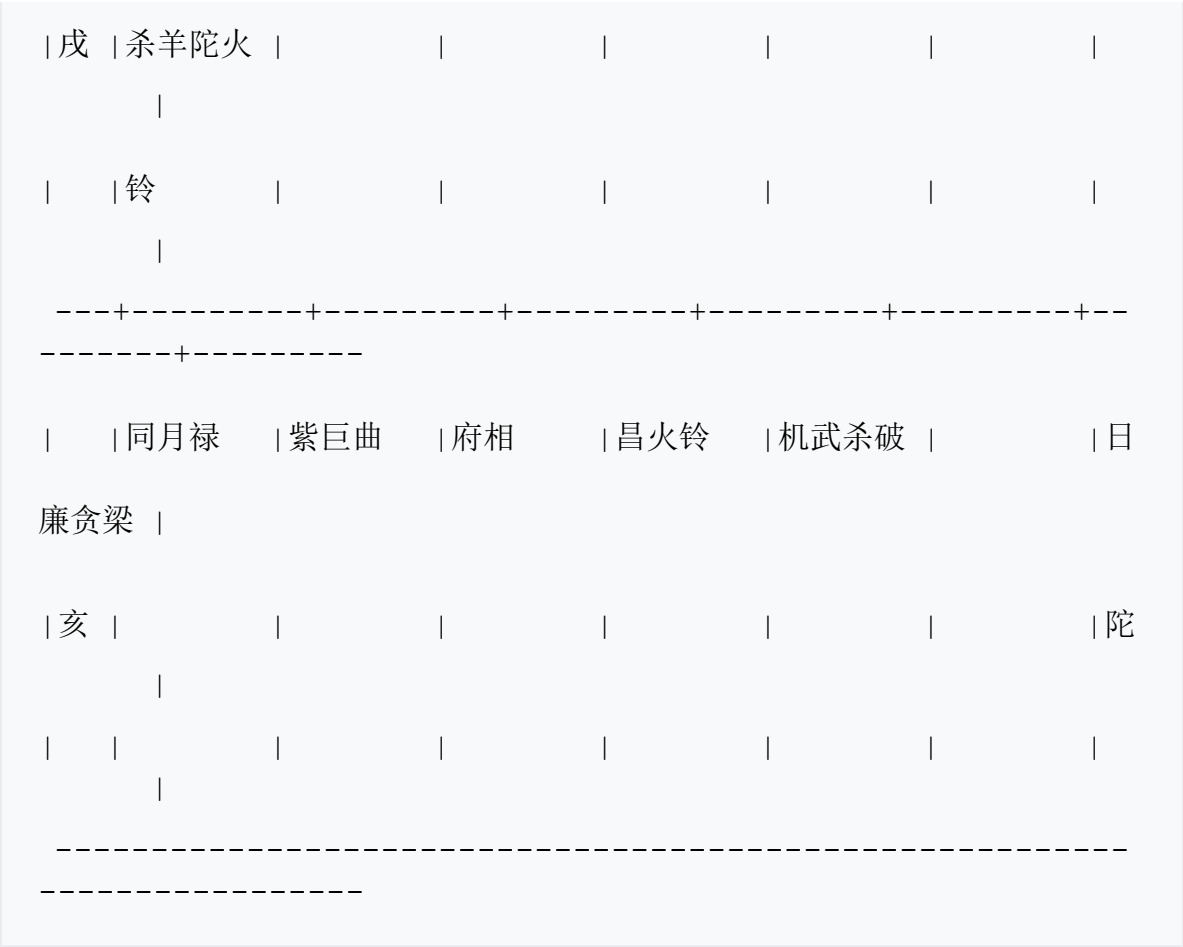 |戌 |杀羊陀火 |         |         |         |         |         |
       |
|   |铃       |         |         |         |         |         |
       |
 ---+---------+---------+---------+---------+---------+--
-------+---------
|   |同月禄   |紫巨曲   |府相     |昌火铃   |机武杀破 |         |日
廉贪梁 |
|亥 |         |         |         |         |         |         |陀
       |
|   |         |         |         |         |         |         |
       |
 --------------------------------------------------------
-----------------